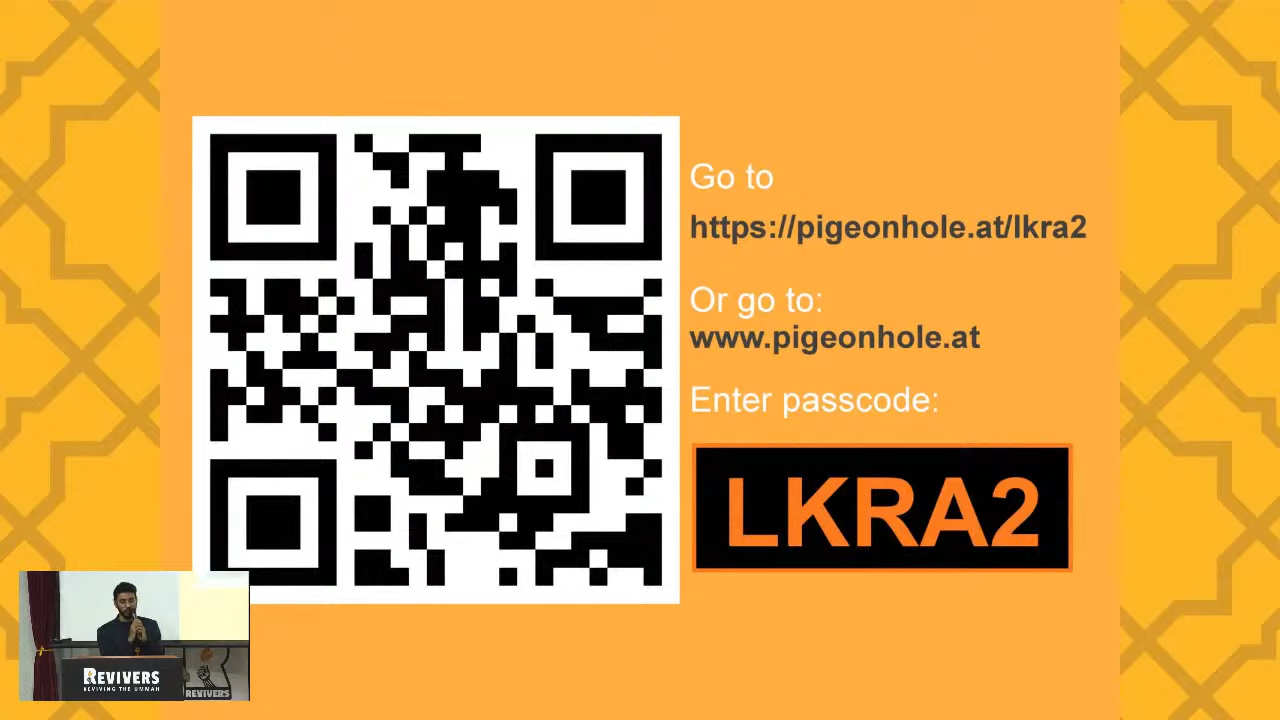 Go to
https://pigeonhole.at/lkra2
Or go to:
www.pigeonhole.at
Enter passcode:
LKRA2
REVIVERS
REVIVING THE UMMAH
REVIVERS